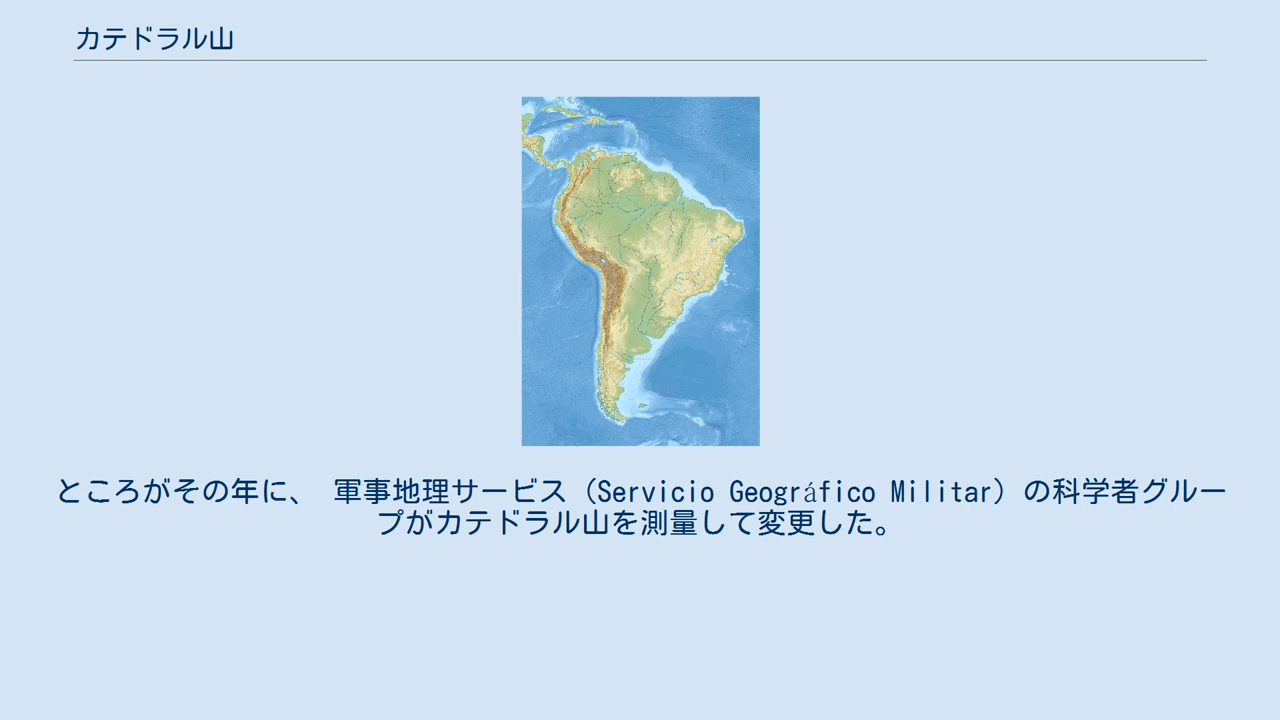 カテドラル山
ところがその年に、 軍事地理サービス（Servicio Geográfico Militar）の科学者グルー
プがカテドラル山を測量して変更した。